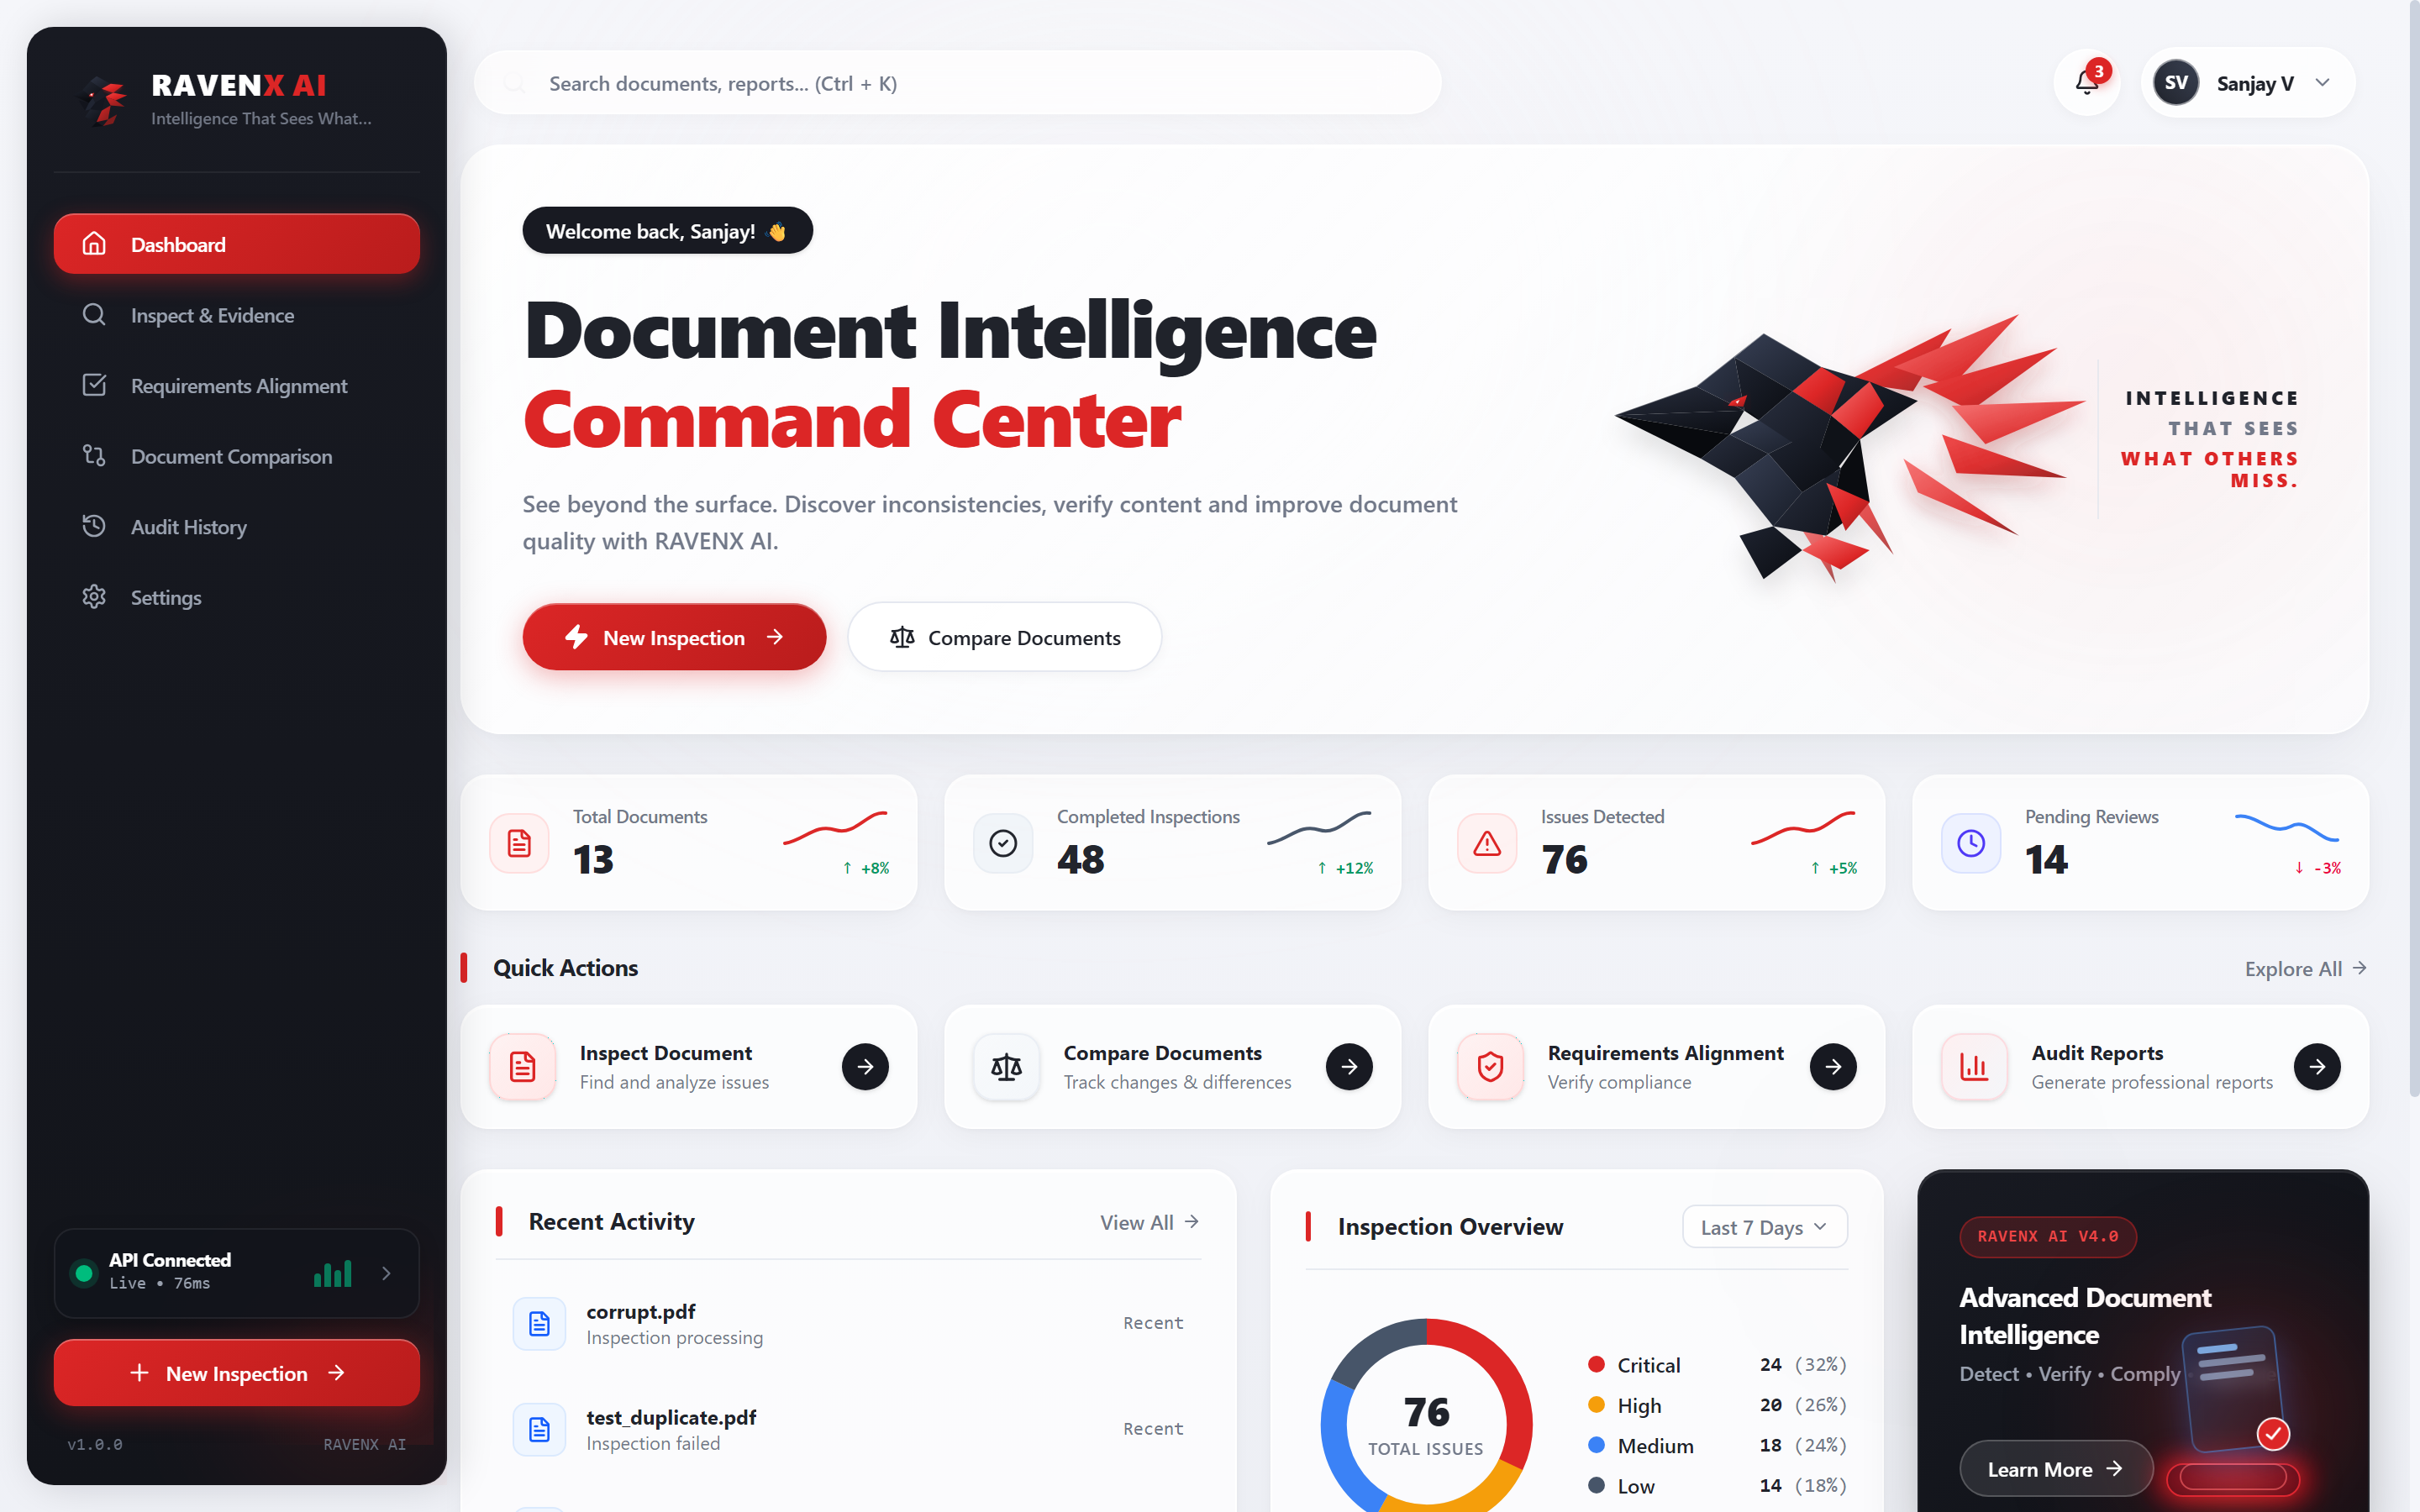 RAVENX AI
Intelligence That Sees What...
Dashboard
Inspect & Evidence
Requirements Alignment
Document Comparison
Audit History
Settings
API Connected
Live • 76ms
New Inspection
v1.0.0
RAVENX AI
Search documents, reports... (Ctrl + K)
3
SV
Sanjay V
Welcome back, Sanjay! 👋
Document Intelligence
Command Center
See beyond the surface. Discover inconsistencies, verify content and improve document
quality with RAVENX AI.
New Inspection →
Compare Documents
INTELLIGENCE
THAT SEES
WHAT OTHERS
MISS.
Total Documents
13
↑ +8%
Completed Inspections
48
↑ +12%
Issues Detected
76
↑ +5%
Pending Reviews
14
↓ -3%
Quick Actions
Explore All →
Inspect Document
Find and analyze issues
Compare Documents
Track changes & differences
Requirements Alignment
Verify compliance
Audit Reports
Generate professional reports
Recent Activity
View All →
corrupt.pdf
Inspection processing
Recent
test_duplicate.pdf
Inspection failed
Recent
Inspection Overview
Last 7 Days
76
TOTAL ISSUES
Critical 24 (32%)
High 20 (26%)
Medium 18 (24%)
Low 14 (18%)
RAVENX AI V4.0
Advanced Document
Intelligence
Detect • Verify • Comply
Learn More →